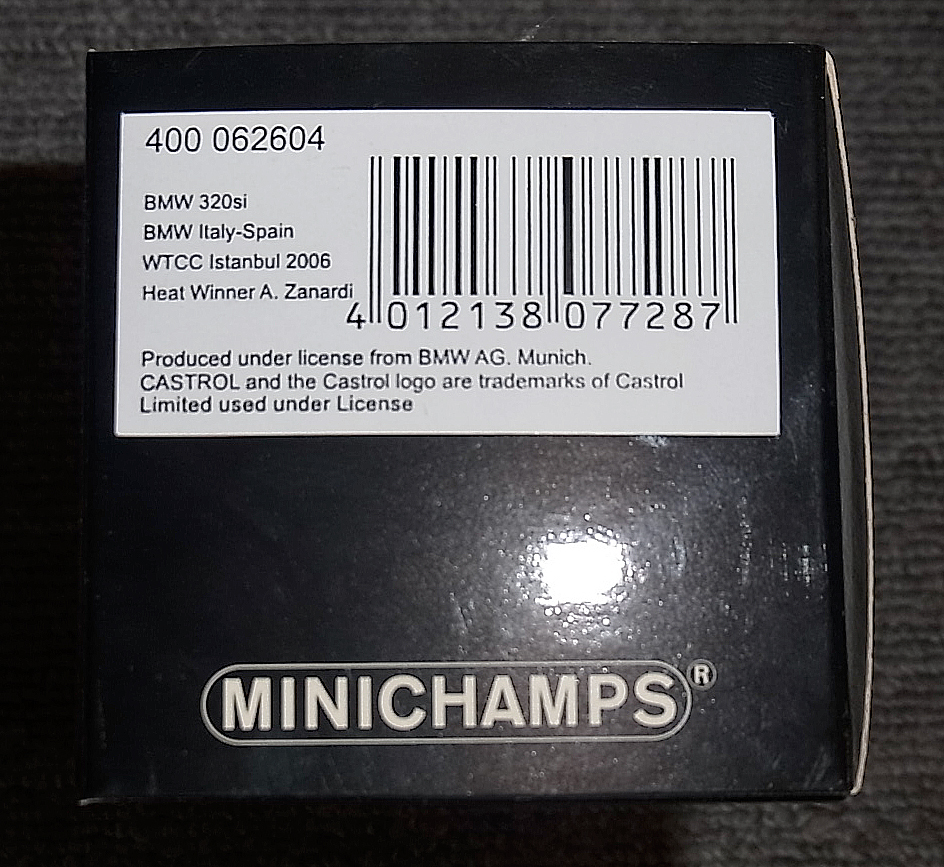 400 062604
BMW 320si
BMW Italy-Spain
WTCC Istanbul 2006
Heat Winner A. Zanardi
4 012138 077287
Produced under license from BMW AG. Munich.
CASTROL and the Castrol logo are trademarks of Castrol
Limited used under License
MINICHAMPS®